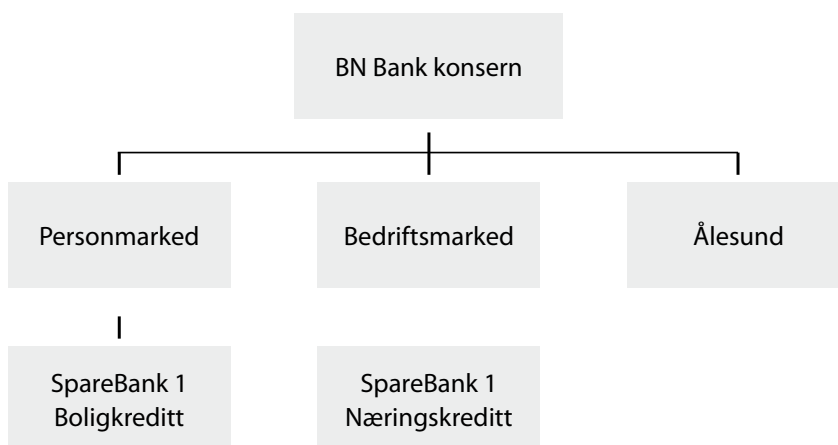 BN Bank konsern
Personmarked
Bedriftsmarked
Ålesund
SpareBank 1
Boligkreditt
SpareBank 1
Næringskreditt